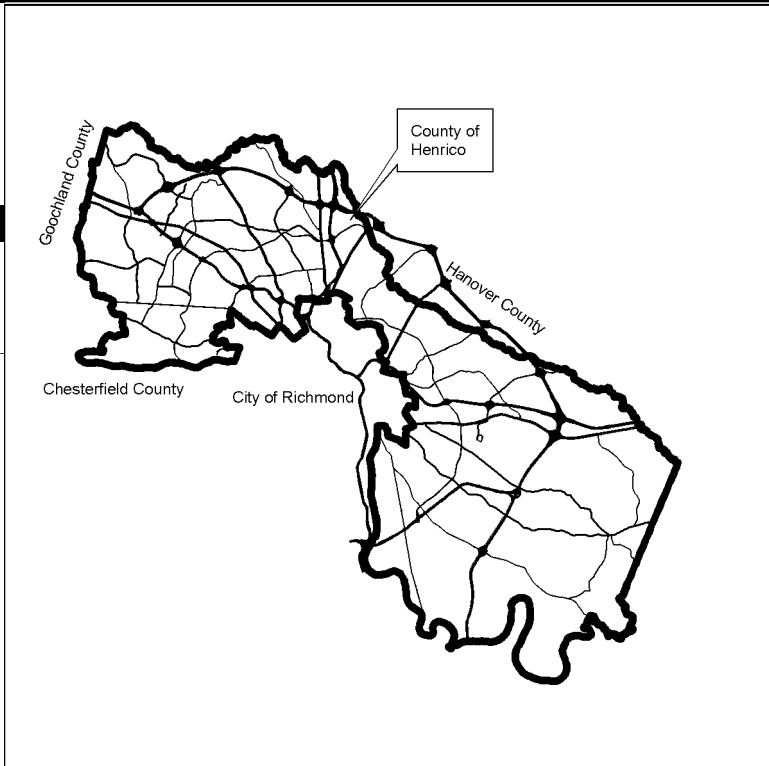 County of
Henrico
Goochland County
Hanover County
Chesterfield County
City of Richmond